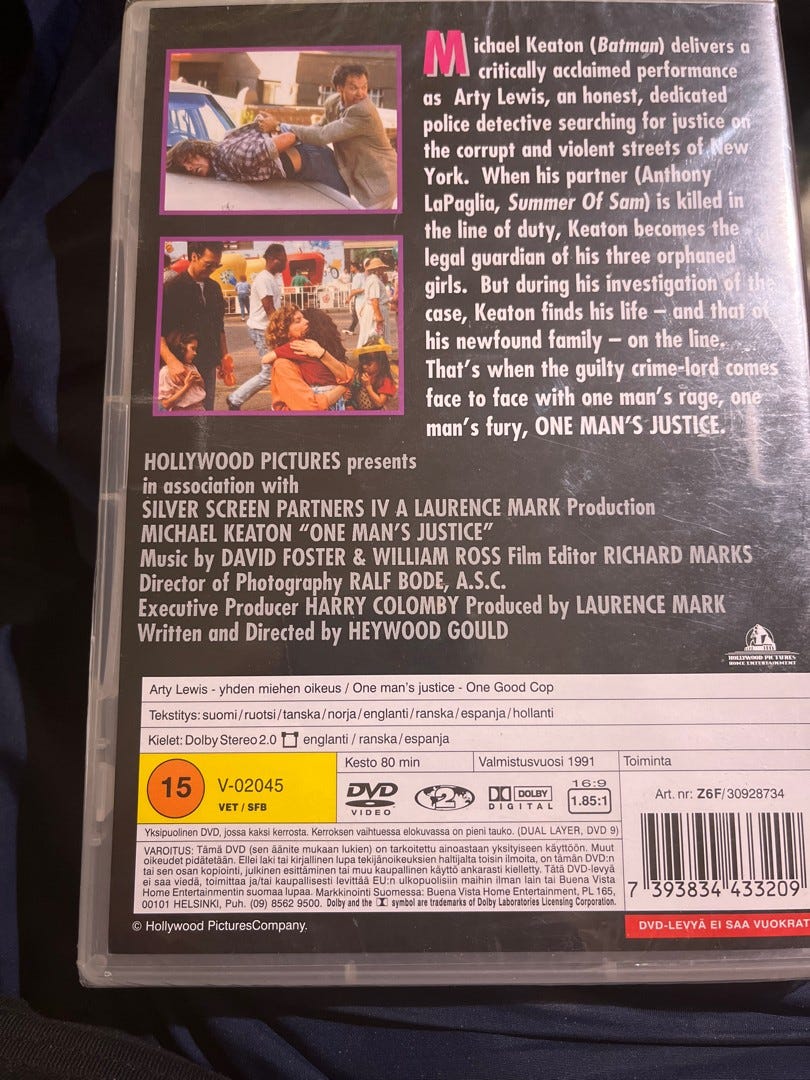 Michael Keaton (Batman) delivers a
critically acclaimed performance
as Arty Lewis, an honest, dedicated
police detective searching for justice on
the corrupt and violent streets of New
York. When his partner (Anthony
LaPaglia, Summer Of Sam) is killed in
the line of duty, Keaton becomes the
legal guardian of his three orphaned
girls. But during his investigation of the
case, Keaton finds his life – and that of
his newfound family – on the line.
That's when the guilty crime-lord comes
face to face with one man's rage, one
man's fury, ONE MAN'S JUSTICE.
HOLLYWOOD PICTURES presents
in association with
SILVER SCREEN PARTNERS IV A LAURENCE MARK Production
MICHAEL KEATON "ONE MAN'S JUSTICE"
Music by DAVID FOSTER & WILLIAM ROSS Film Editor RICHARD MARKS
Director of Photography RALF BODE, A.S.C.
Executive Producer HARRY COLOMBY Produced by LAURENCE MARK
Written and Directed by HEYWOOD GOULD
HOLLYWOOD PICTURES
HOME ENTERTAINMENT
Arty Lewis - yhden miehen oikeus / One man's justice - One Good Cop
Tekstitys: suomi/ruotsi/tanska/norja/englanti/ranska/espanja/hollanti
Kielet: Dolby Stereo 2.0 englanti / ranska/espanja
15 V-02045
VET / SFB
Kesto 80 min
Valmistusvuosi 1991
Toiminta
DVD
VIDEO
2
DOLBY
DIGITAL
16:9
1.85:1
Art. nr: Z6F/30928734
7 393834 433209
Yksipuolinen DVD, jossa kaksi kerrosta. Kerroksen vaihtuessa elokuvassa on pieni tauko. (DUAL LAYER, DVD 9)
VAROITUS: Tämä DVD (sen äänite mukaan lukien) on tarkoitettu ainoastaan yksityiseen käyttöön. Muut
oikeudet pidätetään. Ellei laki tai kirjallinen lupa tekijänoikeuksien haltijalta toisin ilmoita, on tämän DVD:n
tai sen osan kopiointi, julkinen esittäminen tai muu kaupallinen käyttö ankarasti kielletty. Tätä DVD-levyä
ei saa viedä, toimittaa ja/tai kaupallisesti levittää EU:n ulkopuolisiin maihin ilman lain tai Buena Vista
Home Entertainmentin suomaa lupaa. Markkinointi Suomessa: Buena Vista Home Entertainment, PL 165,
00101 HELSINKI, Puh. (09) 8562 9500. Dolby and the symbol are trademarks of Dolby Laboratories Licensing Corporation.
© Hollywood PicturesCompany.
DVD-LEVYÄ EI SAA VUOKRAT